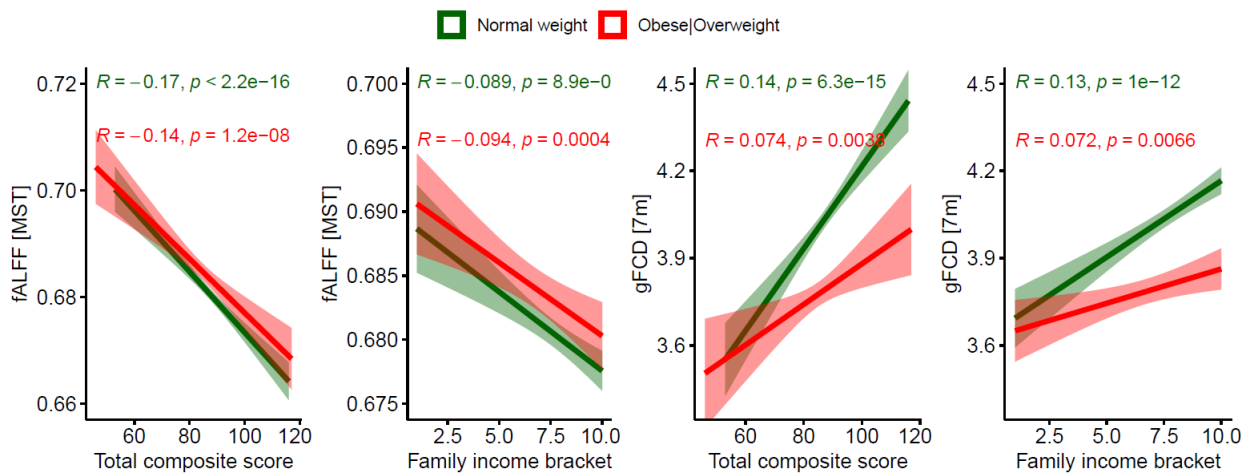 Normal weight Obese|Overweight
R = −0.17, p < 2.2e−16
R = −0.14, p = 1.2e−08
0.72
0.70
0.68
0.66
fALFF [MST]
60 80 100 120
Total composite score
R = −0.089, p = 8.9e−0
R = −0.094, p = 0.0004
0.700
0.695
0.690
0.685
0.680
0.675
fALFF [MST]
2.5 5.0 7.5 10.0
Family income bracket
R = 0.14, p = 6.3e−15
R = 0.074, p = 0.0038
4.5
4.2
3.9
3.6
gFCD [7m]
60 80 100 120
Total composite score
R = 0.13, p = 1e−12
R = 0.072, p = 0.0066
4.5
4.2
3.9
3.6
gFCD [7m]
2.5 5.0 7.5 10.0
Family income bracket